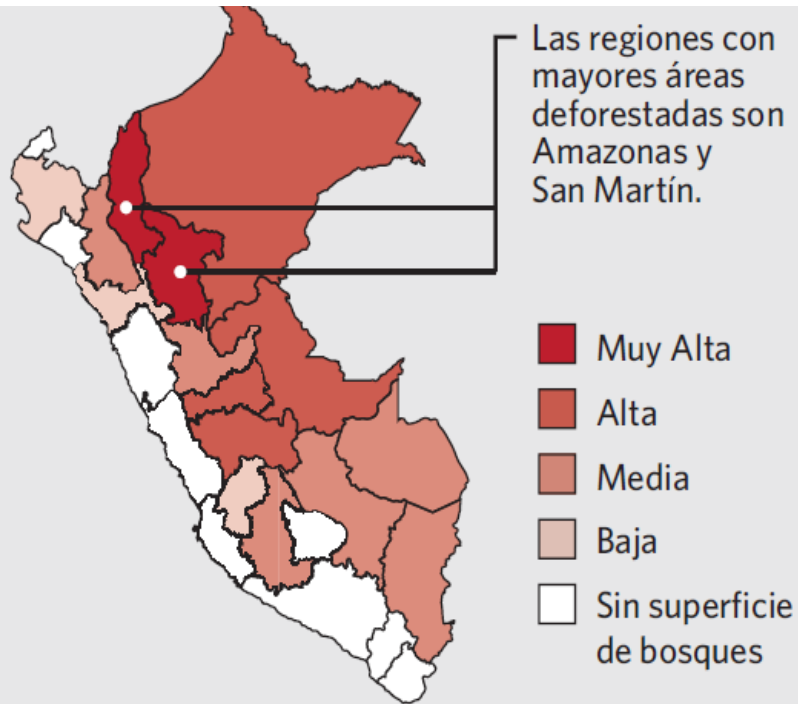 Las regiones con
mayores áreas
deforestadas son
Amazonas y
San Martín.
Muy Alta
Alta
Media
Baja
Sin superficie
de bosques